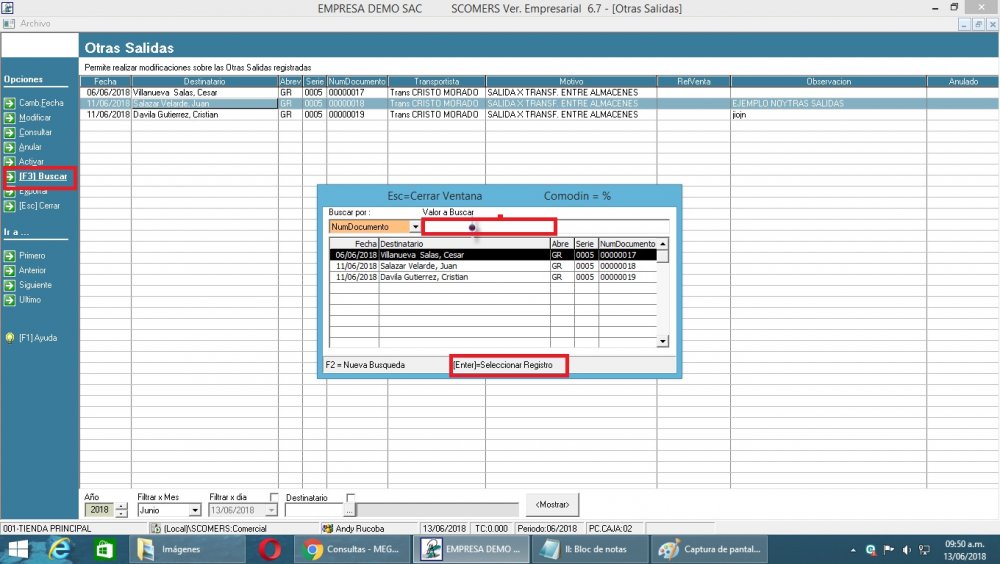 EMPRESA DEMO SAC SCOMERS Ver. Empresarial 6.7 - [Otras Salidas]
Archivo
Otras Salidas
Permite realizar modificaciones sobre las Otras Salidas registradas
Opciones
Camb.Fecha
Modificar
Consultar
Anular
Activar
[F3] Buscar
Exportar
[Esc] Cerrar
Ir a ...
Primero
Anterior
Siguiente
Ultimo
[F1] Ayuda
Fecha Destinatario Abrev Serie NumDocumento Transportista Motivo RefVenta Observacion Anulado
06/06/2018 Villanueva Salas, Cesar GR 0005 00000017 Trans CRISTO MORADO SALIDA X TRANSF. ENTRE ALMACENES
11/06/2018 Salazar Velarde, Juan GR 0005 00000018 Trans CRISTO MORADO SALIDA X TRANSF. ENTRE ALMACENES EJEMPLO NOYTRAS SALIDAS
11/06/2018 Davila Gutierrez, Cristian GR 0005 00000019 Trans CRISTO MORADO SALIDA X TRANSF. ENTRE ALMACENES jiojn
Esc=Cerrar Ventana Comodin = %
Buscar por : Valor a Buscar
NumDocumento
Fecha Destinatario Abre Serie NumDocumento
06/06/2018 Villanueva Salas, Cesar GR 0005 00000017
11/06/2018 Salazar Velarde, Juan GR 0005 00000018
11/06/2018 Davila Gutierrez, Cristian GR 0005 00000019
F2 = Nueva Busqueda [Enter]=Seleccionar Registro
Año Filtrar x Mes Filtrar x dia Destinatario
2018 Junio 13/06/2018 ... <Mostrar>
001-TIENDA PRINCIPAL (Local)\SCOMERS:Comercial Andy Rucoba 13/06/2018 TC:0.000 Periodo:06/2018 PC.CAJA:02
Imágenes Consultas - MEG... EMPRESA DEMO ... II: Bloc de notas Captura de pantal...
09:50 a.m.
13/06/2018